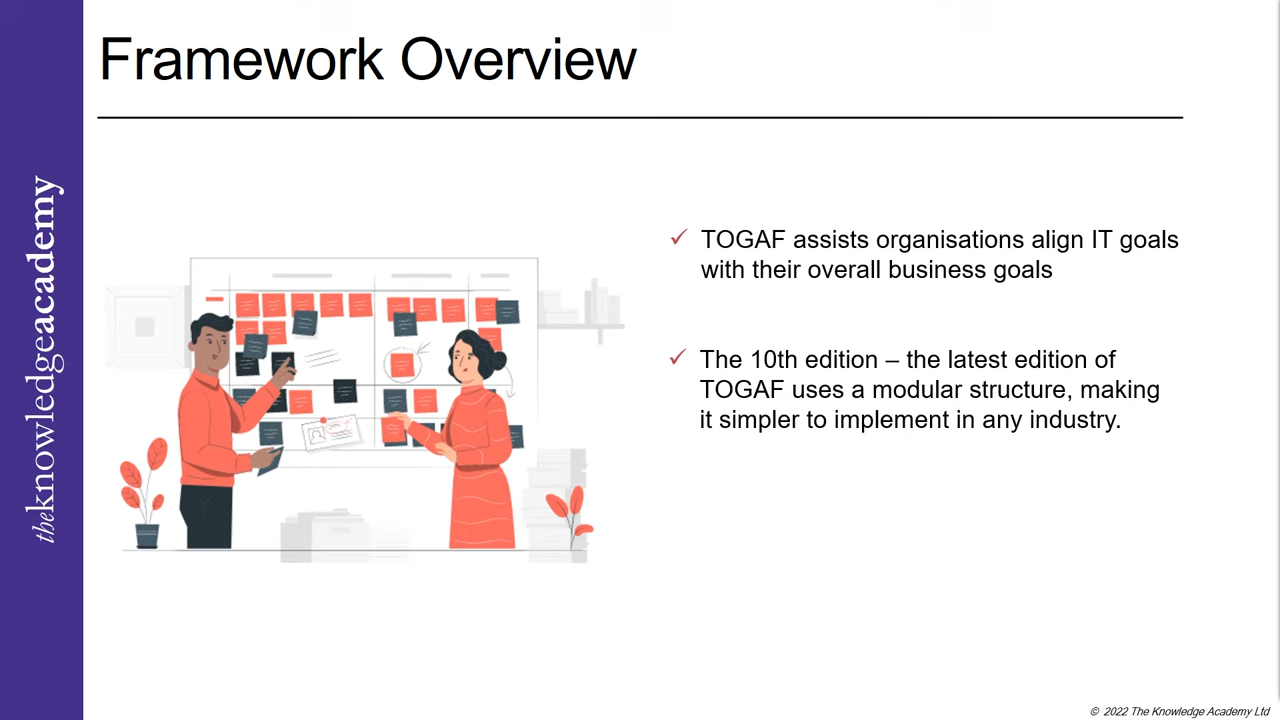 Framework Overview
theknowledgeacademy
✓ TOGAF assists organisations align IT goals
with their overall business goals
✓ The 10th edition – the latest edition of
TOGAF uses a modular structure, making
it simpler to implement in any industry.
© 2022 The Knowledge Academy Ltd